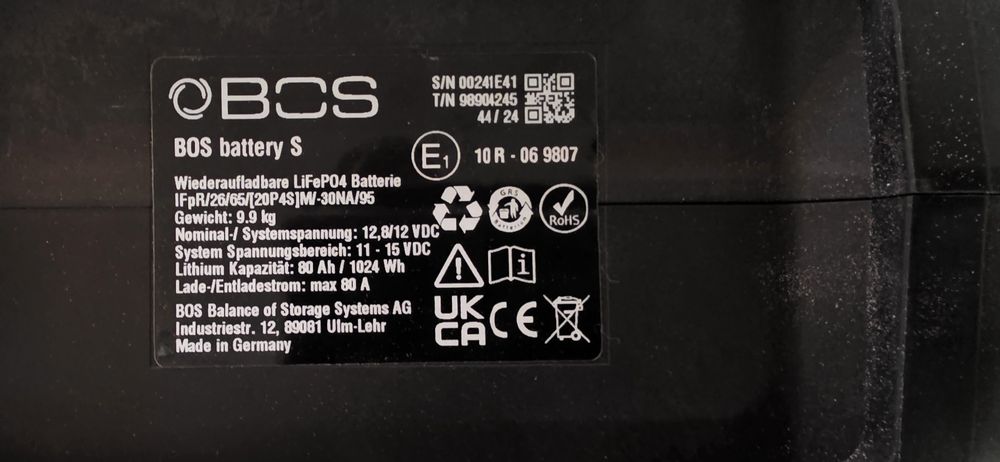 BOS
S/N 00241E41
T/N 98904245
44 / 24
BOS battery S
E1
10 R - 06 9807
Wiederaufladbare LiFePO4 Batterie
IFpR/26/65/[20P4S]M/-30NA/95
Gewicht: 9.9 kg
Nominal-/ Systemspannung: 12,8/12 VDC
System Spannungsbereich: 11 - 15 VDC
Lithium Kapazität: 80 Ah / 1024 Wh
Lade-/Entladestrom: max 80 A
GRS
Batterien
RoHS
BOS Balance of Storage Systems AG
Industriestr. 12, 89081 Ulm-Lehr
Made in Germany
UK
CA
CE